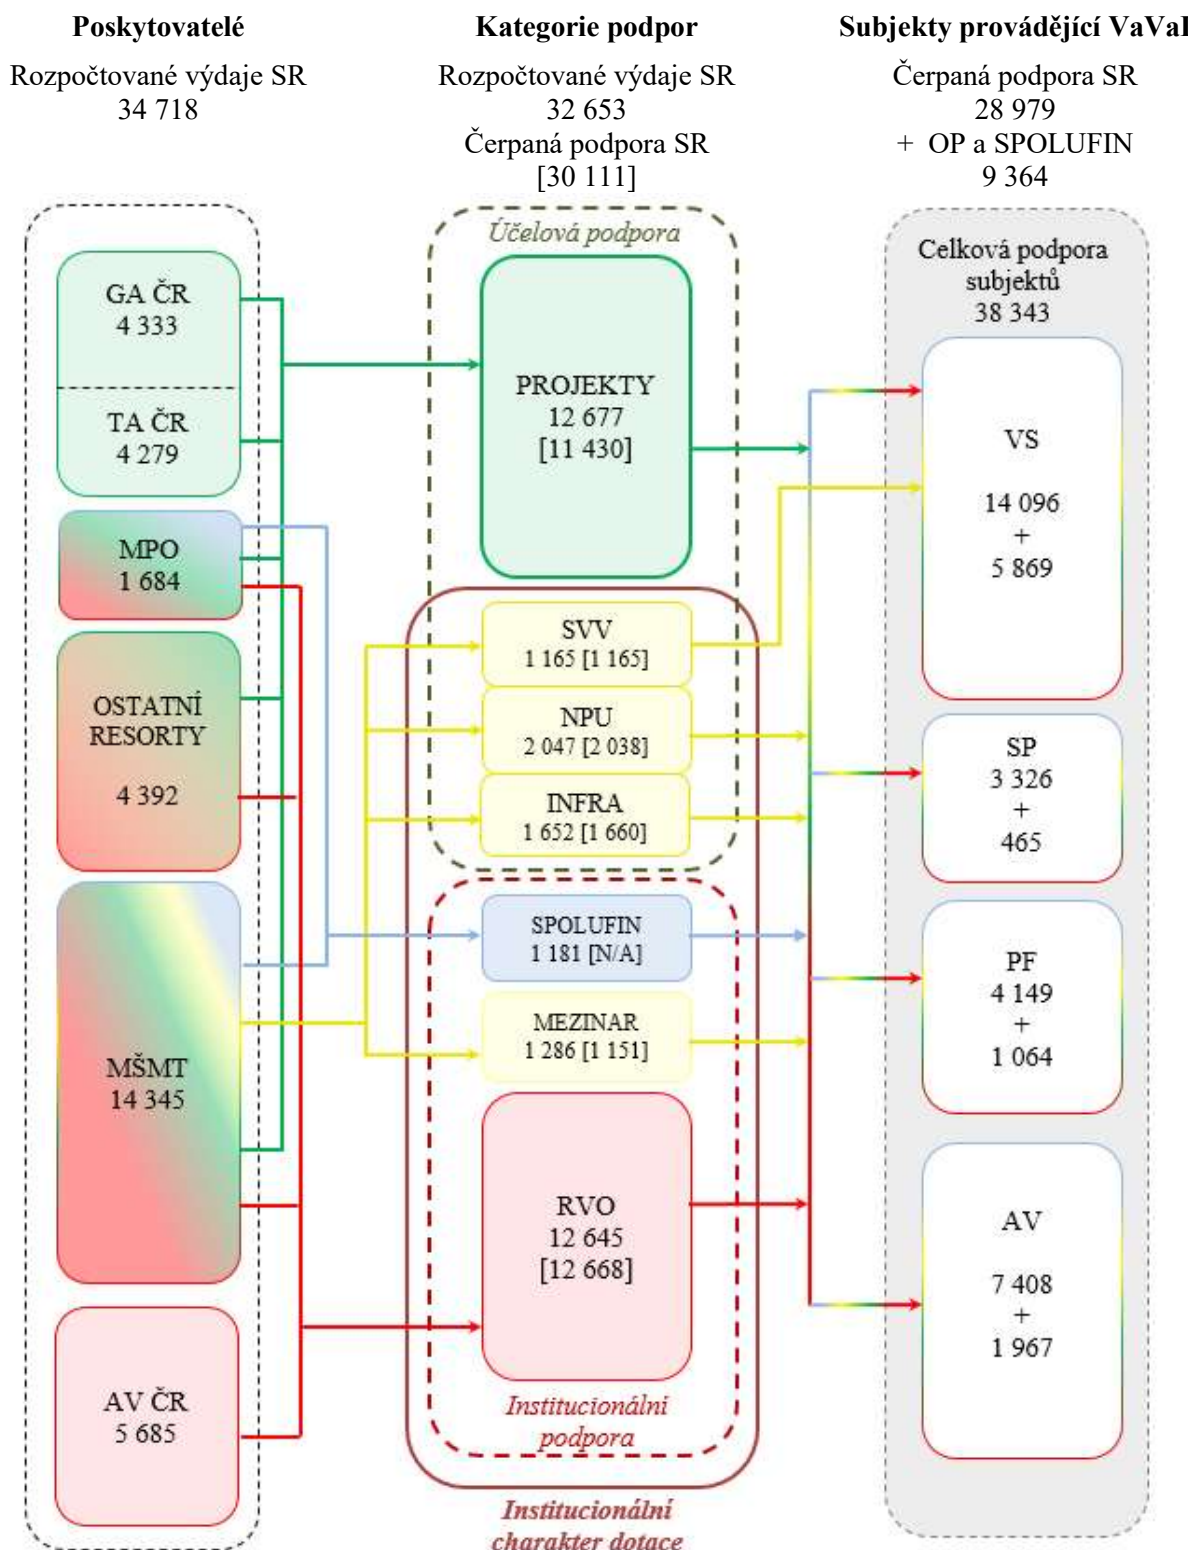 Poskytovatelé
Rozpočtované výdaje SR
34 718
GA ČR
4 333
TA ČR
4 279
MPO
1 684
OSTATNÍ
RESORTY
4 392
MŠMT
14 345
AV ČR
5 685
Kategorie podpor
Rozpočtované výdaje SR
32 653
Čerpaná podpora SR
[30 111]
Účelová podpora
PROJEKTY
12 677
[11 430]
SVV
1 165 [1 165]
NPU
2 047 [2 038]
INFRA
1 652 [1 660]
SPOLUFIN
1 181 [N/A]
MEZINAR
1 286 [1 151]
RVO
12 645
[12 668]
Institucionální
podpora
Institucionální
charakter dotace
Subjekty provádějící VaVaI
Čerpaná podpora SR
28 979
+ OP a SPOLUFIN
9 364
Celková podpora
subjektů
38 343
VS
14 096
+
5 869
SP
3 326
+
465
PF
4 149
+
1 064
AV
7 408
+
1 967